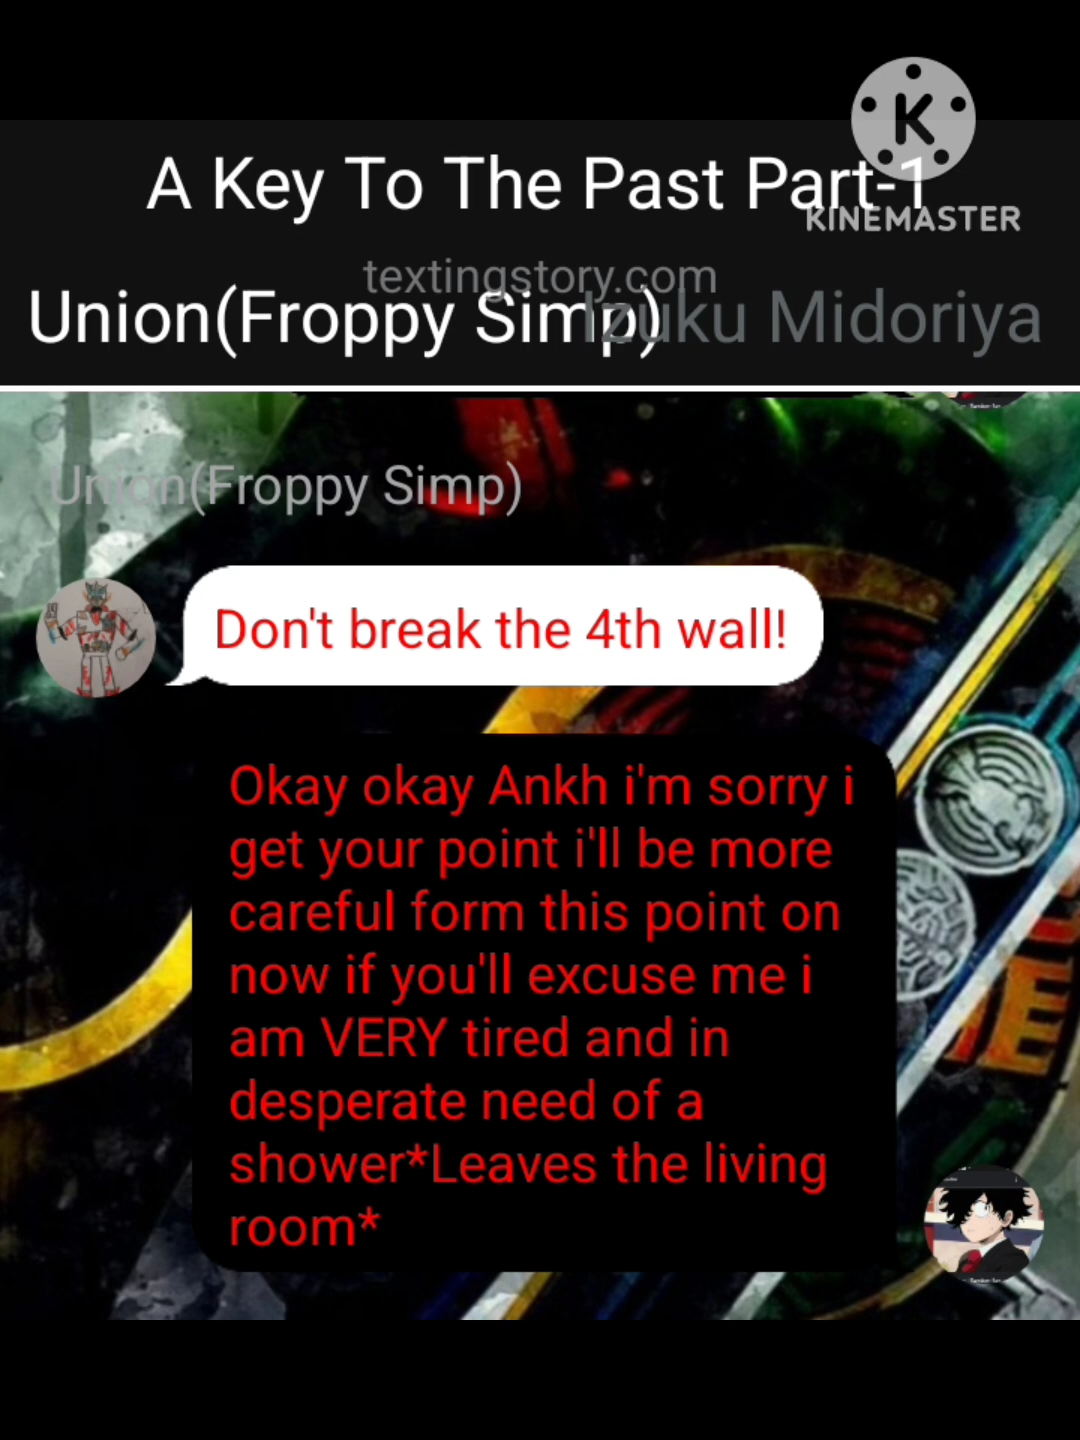 A Key To The Past Part-1
KINEMASTER
textingstory.com
Union(Froppy Simp)
Izuku Midoriya
Union(Froppy Simp)
Don't break the 4th wall!
Okay okay Ankh i'm sorry i
get your point i'll be more
careful form this point on
now if you'll excuse me i
am VERY tired and in
desperate need of a
shower*Leaves the living
room*